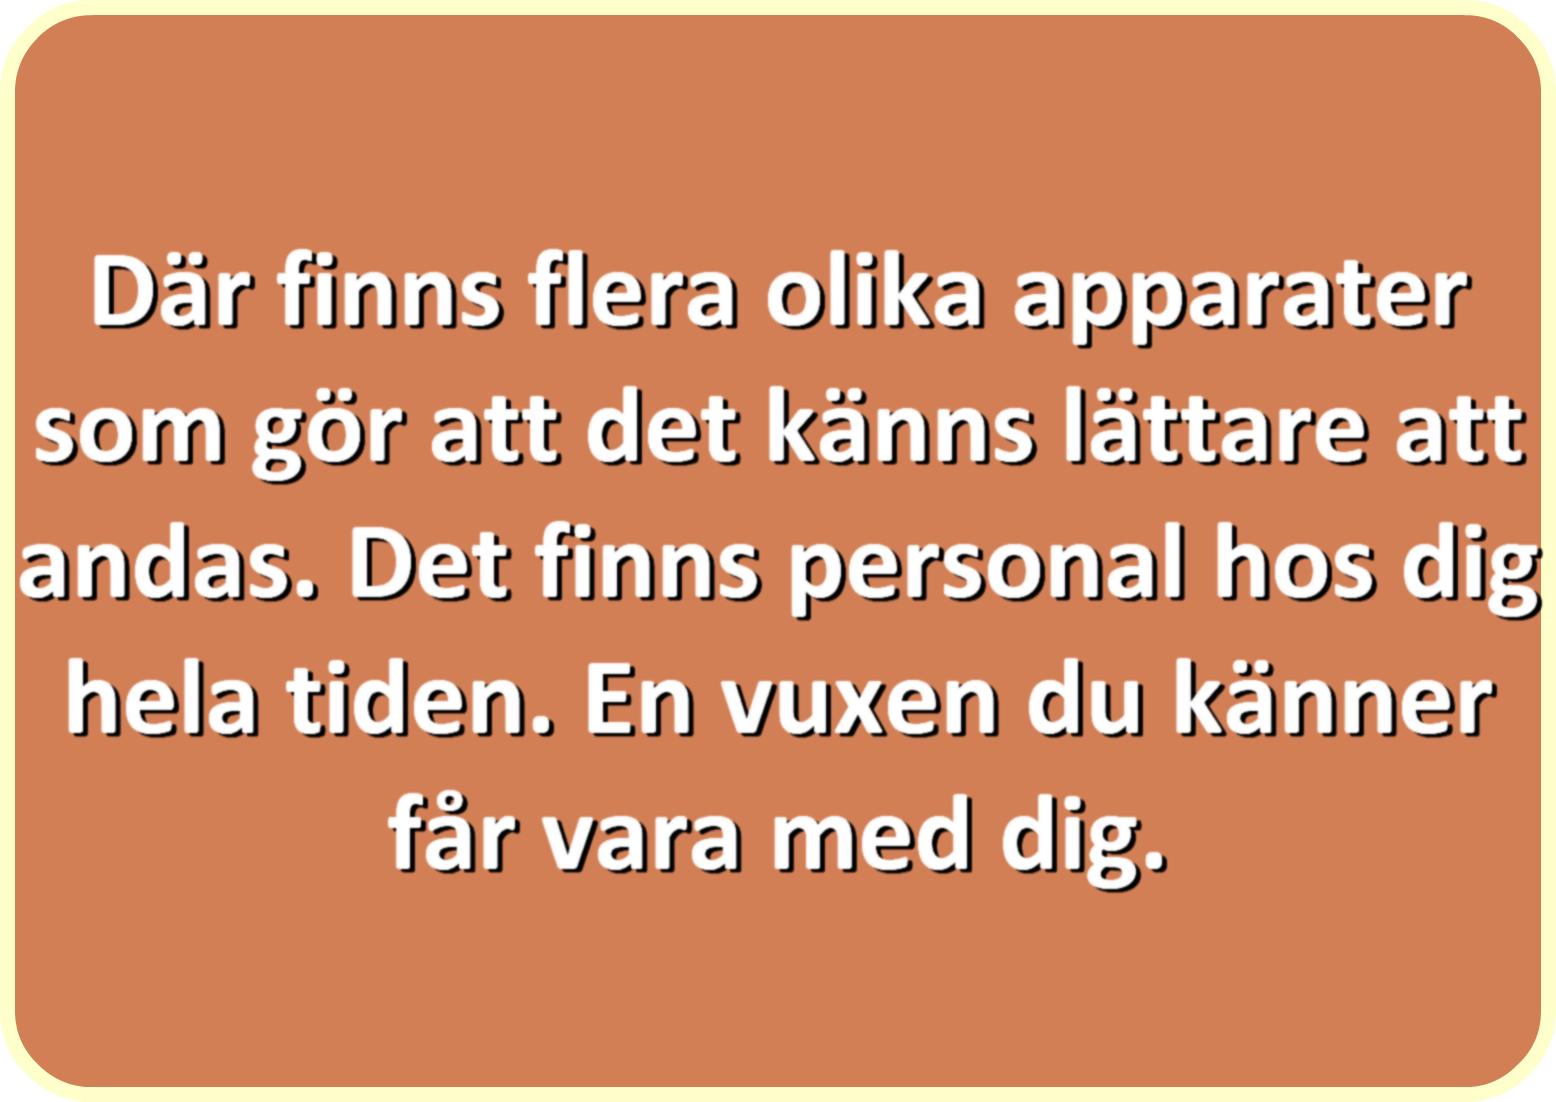 Där finns flera olika apparater
som gör att det känns lättare att
andas. Det finns personal hos dig
hela tiden. En vuxen du känner
får vara med dig.